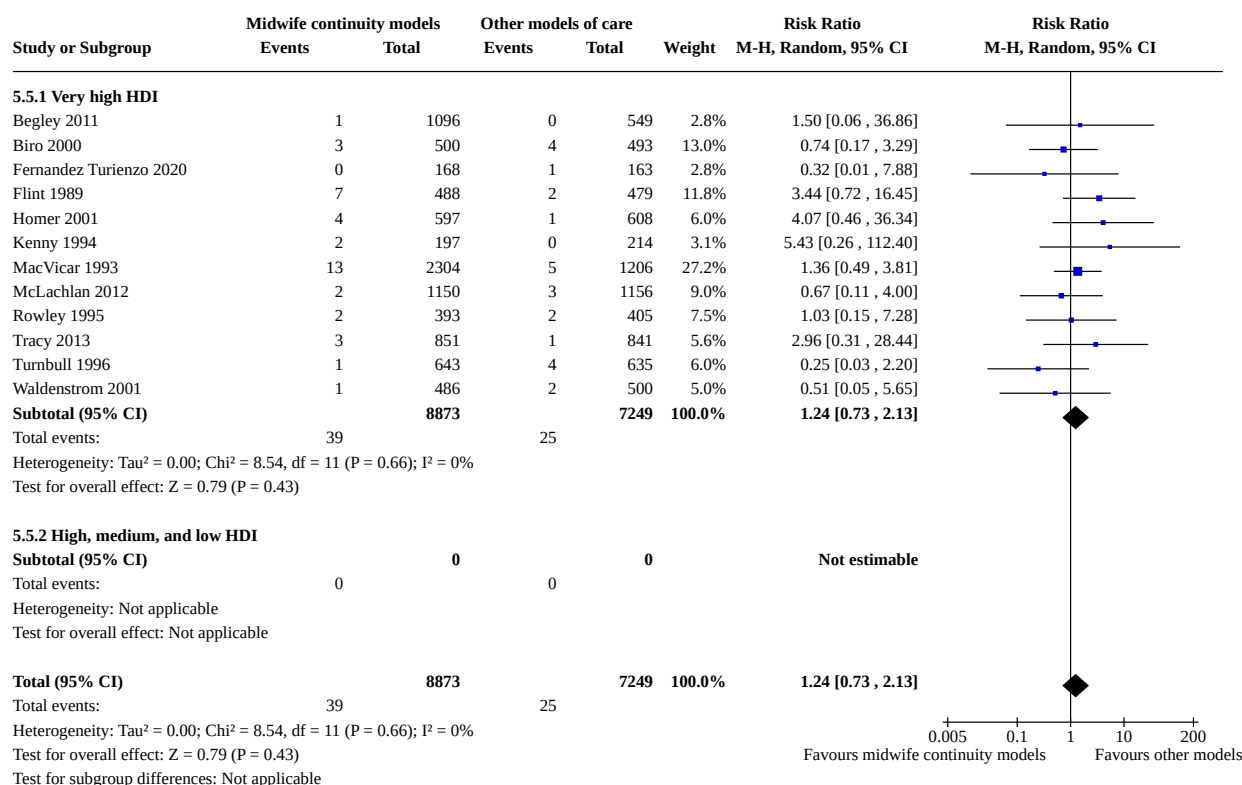 Midwife continuity models Other models of care Risk Ratio Risk Ratio
Study or Subgroup Events Total Events Total Weight M-H, Random, 95% CI M-H, Random, 95% CI
5.5.1 Very high HDI
Begley 2011 1 1096 0 549 2.8% 1.50 [0.06 , 36.86]
Biro 2000 3 500 4 493 13.0% 0.74 [0.17 , 3.29]
Fernandez Turienzo 2020 0 168 1 163 2.8% 0.32 [0.01 , 7.88]
Flint 1989 7 488 2 479 11.8% 3.44 [0.72 , 16.45]
Homer 2001 4 597 1 608 6.0% 4.07 [0.46 , 36.34]
Kenny 1994 2 197 0 214 3.1% 5.43 [0.26 , 112.40]
MacVicar 1993 13 2304 5 1206 27.2% 1.36 [0.49 , 3.81]
McLachlan 2012 2 1150 3 1156 9.0% 0.67 [0.11 , 4.00]
Rowley 1995 2 393 2 405 7.5% 1.03 [0.15 , 7.28]
Tracy 2013 3 851 1 841 5.6% 2.96 [0.31 , 28.44]
Turnbull 1996 1 643 4 635 6.0% 0.25 [0.03 , 2.20]
Waldenstrom 2001 1 486 2 500 5.0% 0.51 [0.05 , 5.65]
Subtotal (95% CI) 8873 7249 100.0% 1.24 [0.73 , 2.13]
Total events: 39 25
Heterogeneity: Tau² = 0.00; Chi² = 8.54, df = 11 (P = 0.66); I² = 0%
Test for overall effect: Z = 0.79 (P = 0.43)
5.5.2 High, medium, and low HDI
Subtotal (95% CI) 0 0 Not estimable
Total events: 0 0
Heterogeneity: Not applicable
Test for overall effect: Not applicable
Total (95% CI) 8873 7249 100.0% 1.24 [0.73 , 2.13]
Total events: 39 25
Heterogeneity: Tau² = 0.00; Chi² = 8.54, df = 11 (P = 0.66); I² = 0% 0.005 0.1 1 10 200
Test for overall effect: Z = 0.79 (P = 0.43) Favours midwife continuity models Favours other models
Test for subgroup differences: Not applicable